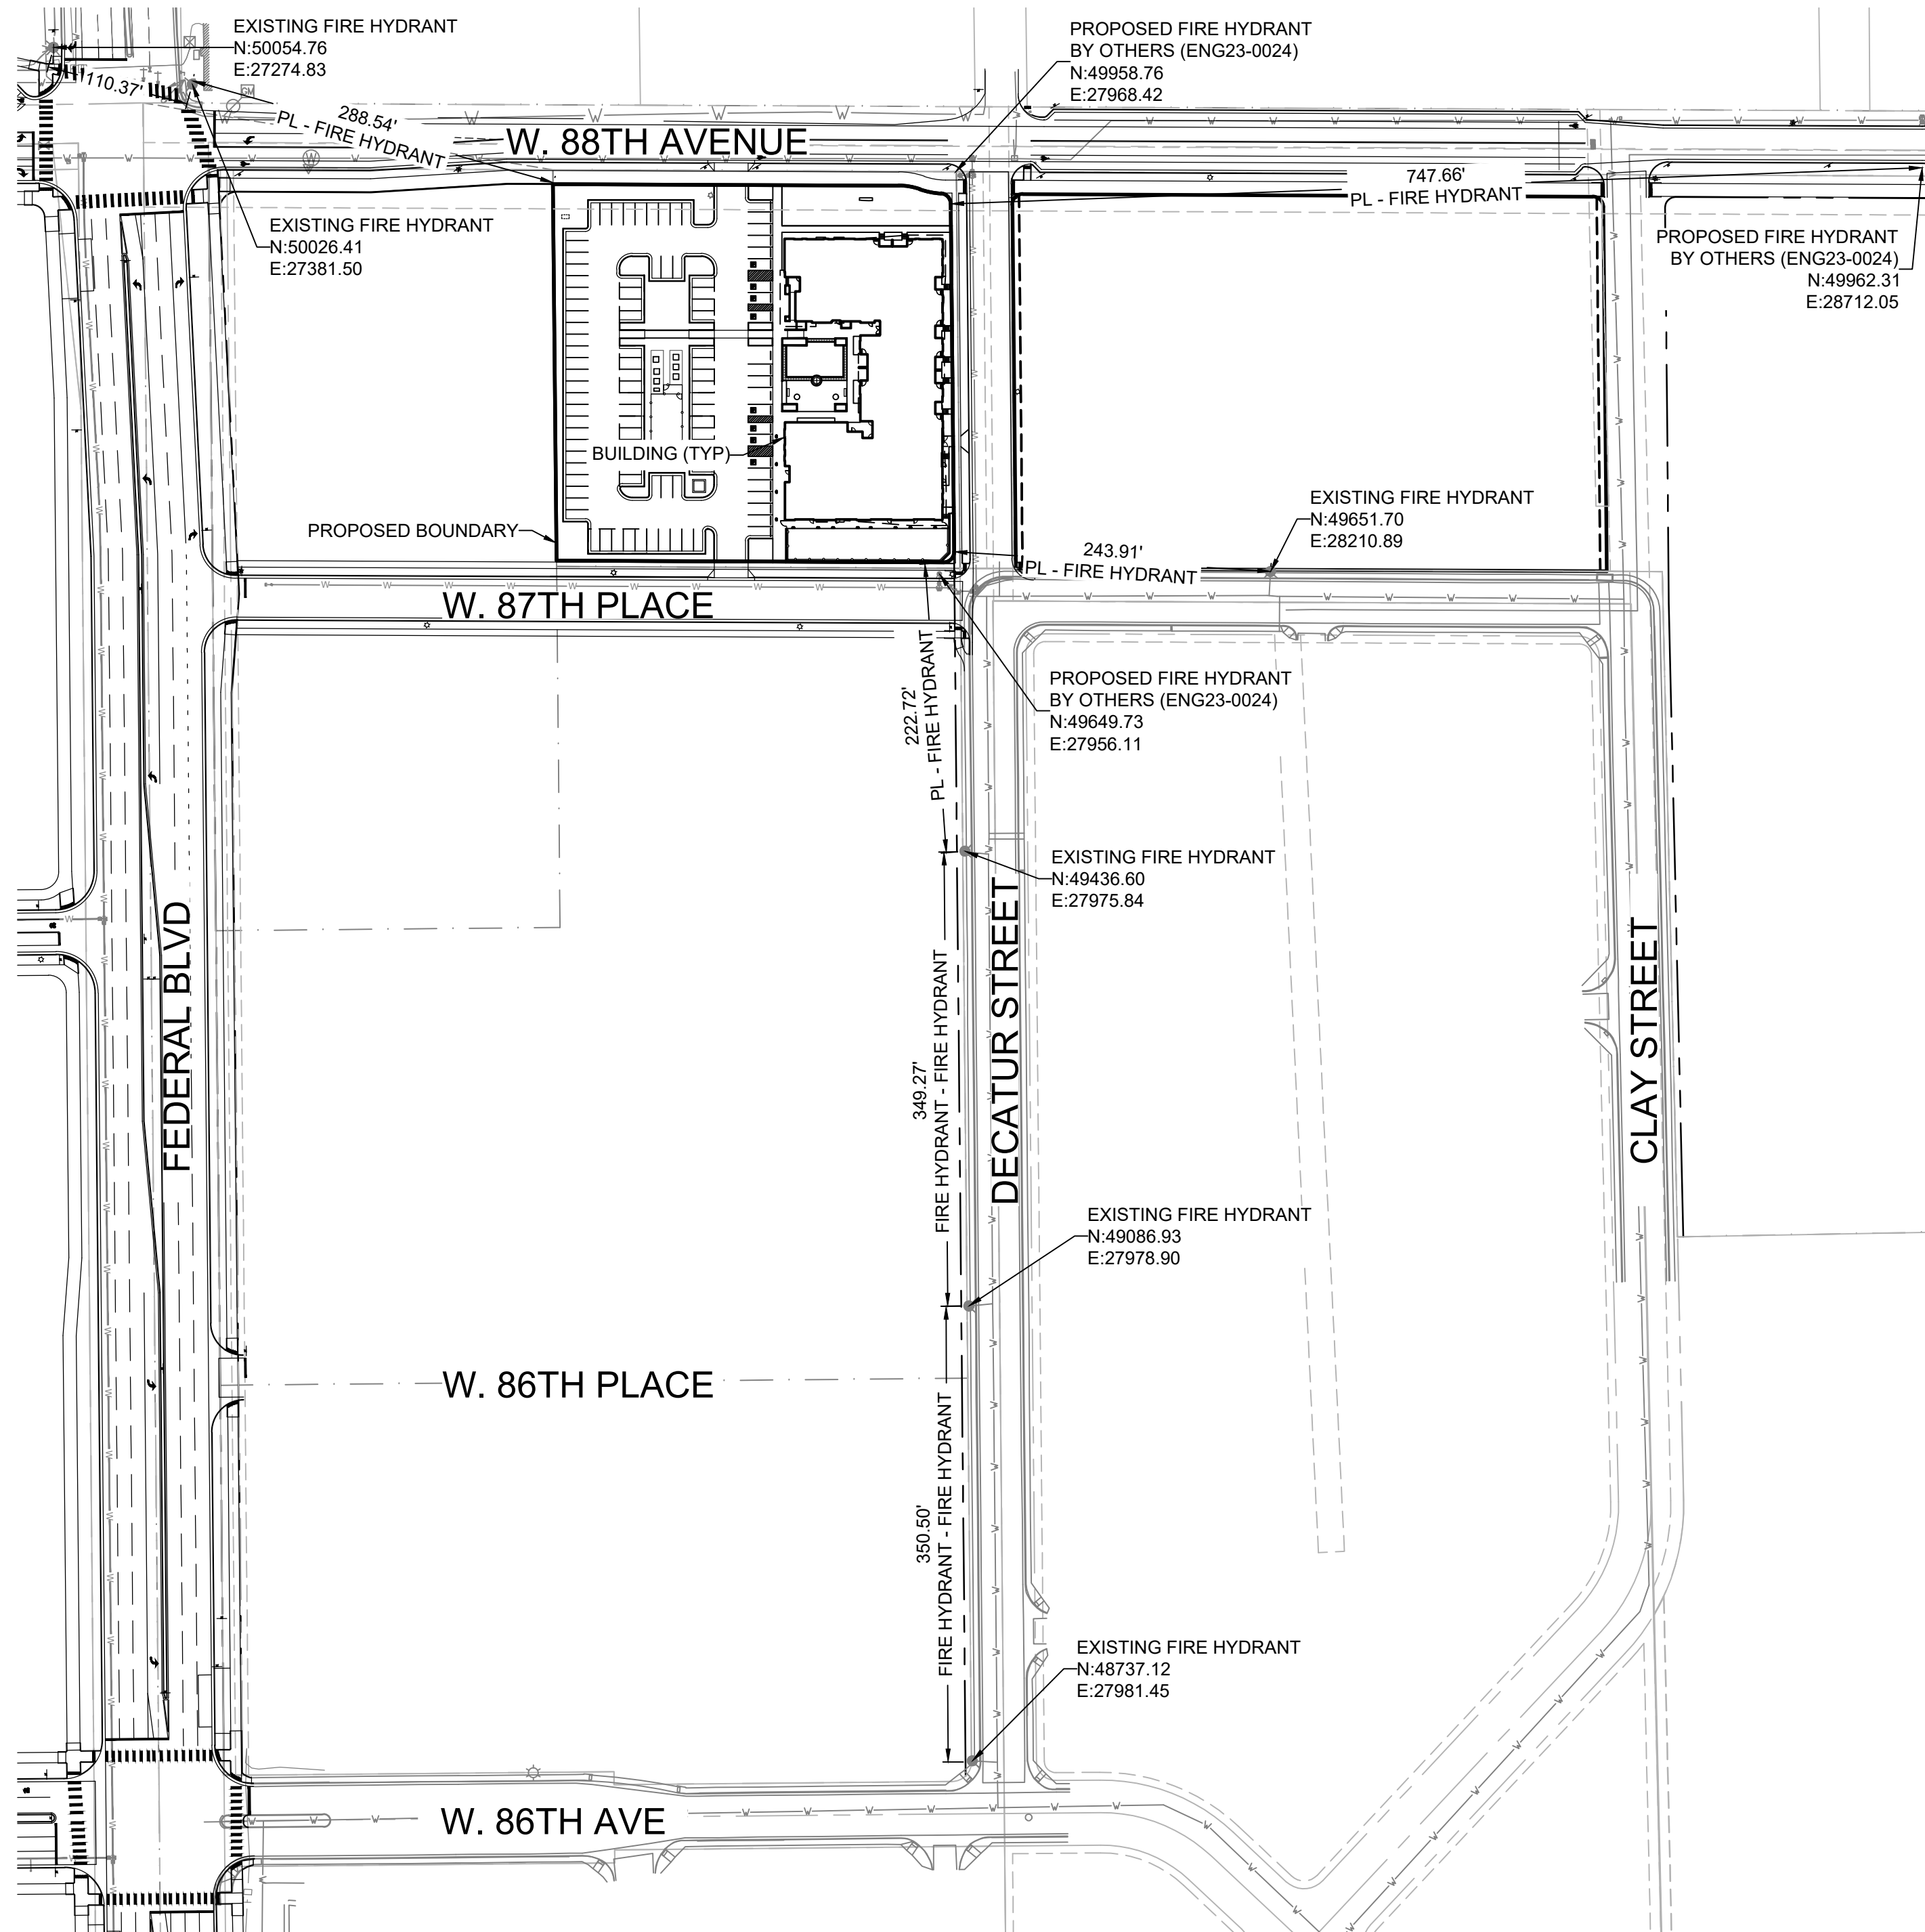 EXISTING FIRE HYDRANT
N:50054.76
E:27274.83
PROPOSED FIRE HYDRANT
BY OTHERS (ENG23-0024)
N:49958.76
E:27968.42
110.37'
GM
288.54'
PL - FIRE HYDRANT
W. 88TH AVENUE
747.66'
PL - FIRE HYDRANT
EXISTING FIRE HYDRANT
N:50026.41
E:27381.50
PROPOSED FIRE HYDRANT
BY OTHERS (ENG23-0024)
N:49962.31
E:28712.05
BUILDING (TYP)
PROPOSED BOUNDARY
EXISTING FIRE HYDRANT
N:49651.70
E:28210.89
243.91'
PL - FIRE HYDRANT
W. 87TH PLACE
222.72'
PL - FIRE HYDRANT
PROPOSED FIRE HYDRANT
BY OTHERS (ENG23-0024)
N:49649.73
E:27956.11
EXISTING FIRE HYDRANT
N:49436.60
E:27975.84
FEDERAL BLVD
349.27'
FIRE HYDRANT - FIRE HYDRANT
DECATUR STREET
CLAY STREET
EXISTING FIRE HYDRANT
N:49086.93
E:27978.90
W. 86TH PLACE
350.50'
FIRE HYDRANT - FIRE HYDRANT
EXISTING FIRE HYDRANT
N:48737.12
E:27981.45
W. 86TH AVE